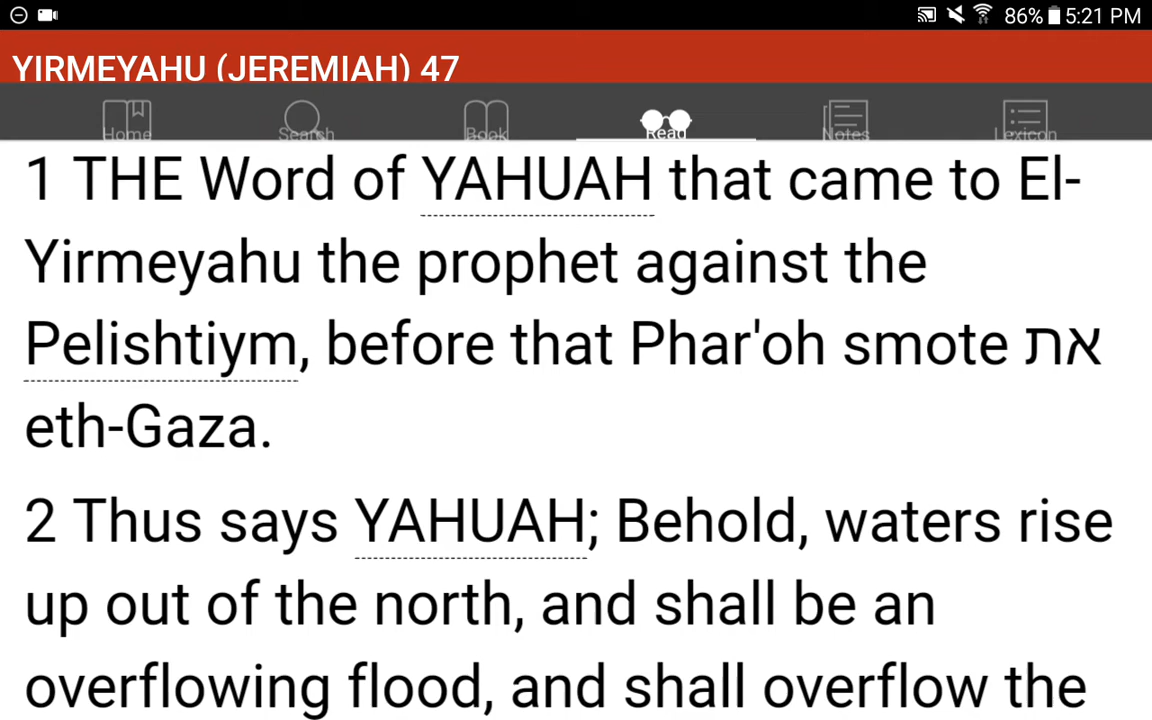 86% 5:21 PM
YIRMEYAHU (JEREMIAH) 47
Home Search Book Read Notes Lexicon
1 THE Word of YAHUAH that came to El-
Yirmeyahu the prophet against the
Pelishtiym, before that Phar'oh smote את
eth-Gaza.
2 Thus says YAHUAH; Behold, waters rise
up out of the north, and shall be an
overflowing flood, and shall overflow the